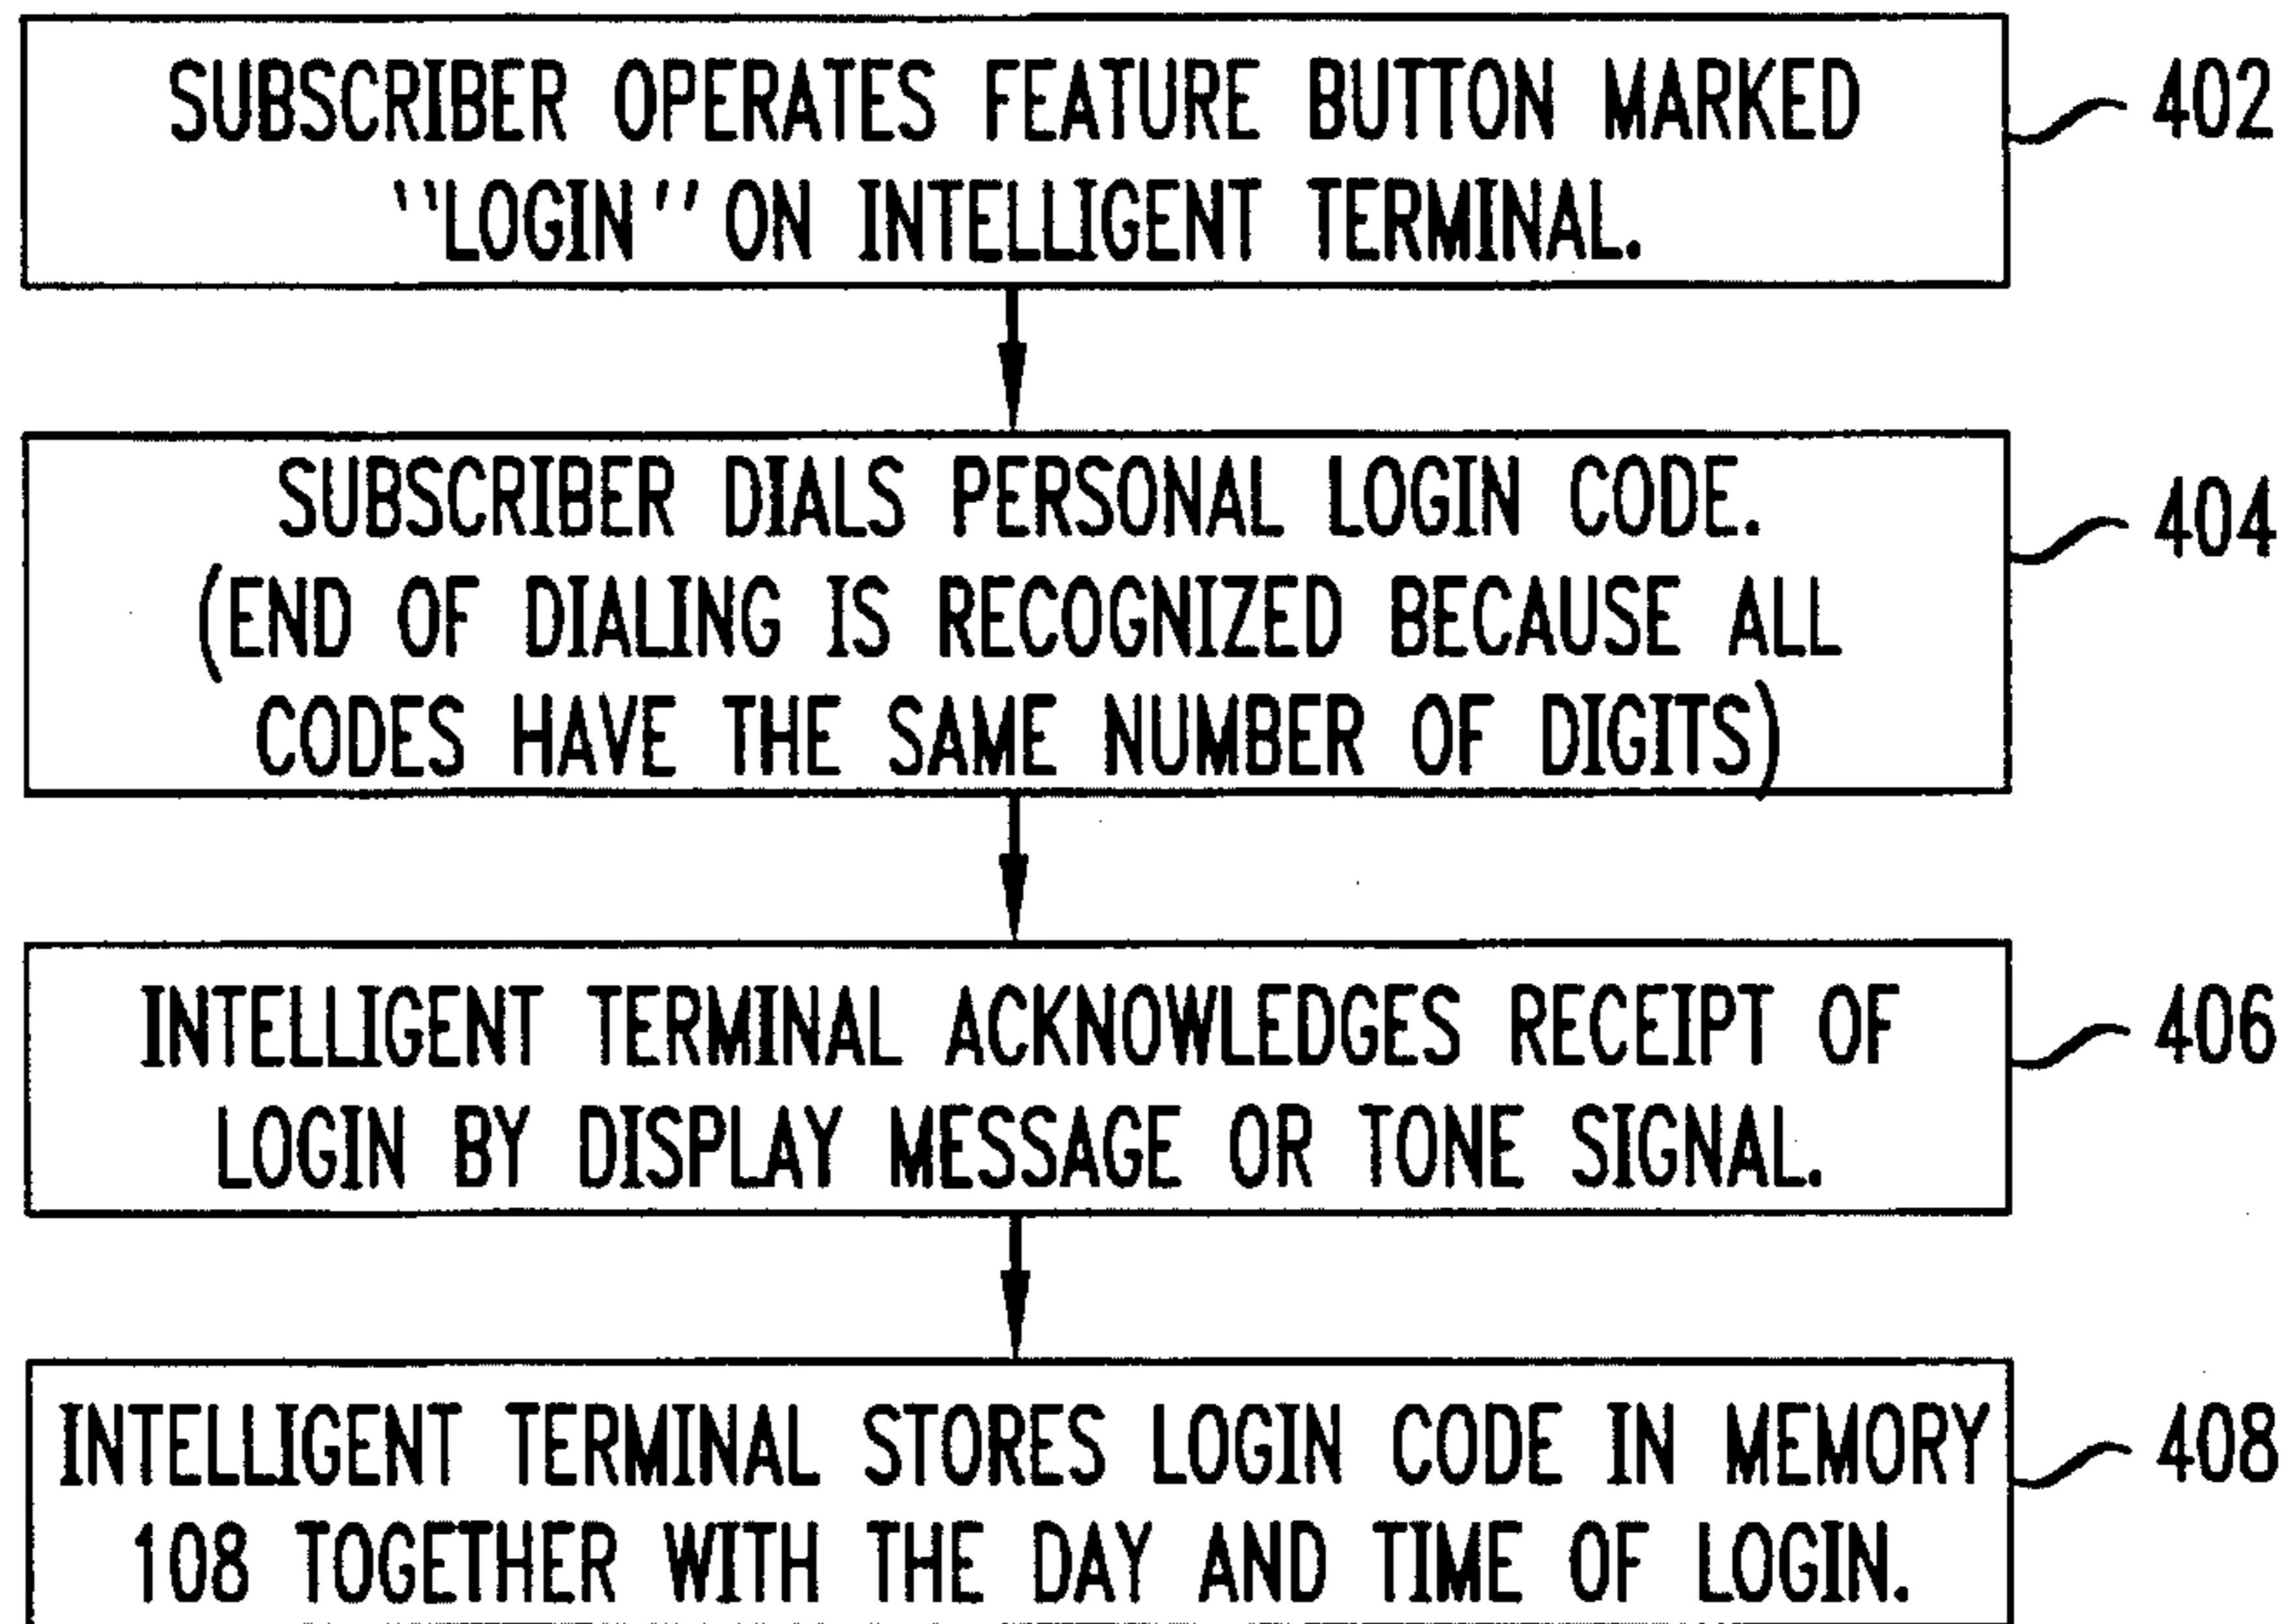 SUBSCRIBER OPERATES FEATURE BUTTON MARKED
"LOGIN" ON INTELLIGENT TERMINAL.
402
SUBSCRIBER DIALS PERSONAL LOGIN CODE.
(END OF DIALING IS RECOGNIZED BECAUSE ALL
CODES HAVE THE SAME NUMBER OF DIGITS)
404
INTELLIGENT TERMINAL ACKNOWLEDGES RECEIPT OF
LOGIN BY DISPLAY MESSAGE OR TONE SIGNAL.
406
INTELLIGENT TERMINAL STORES LOGIN CODE IN MEMORY
108 TOGETHER WITH THE DAY AND TIME OF LOGIN.
408